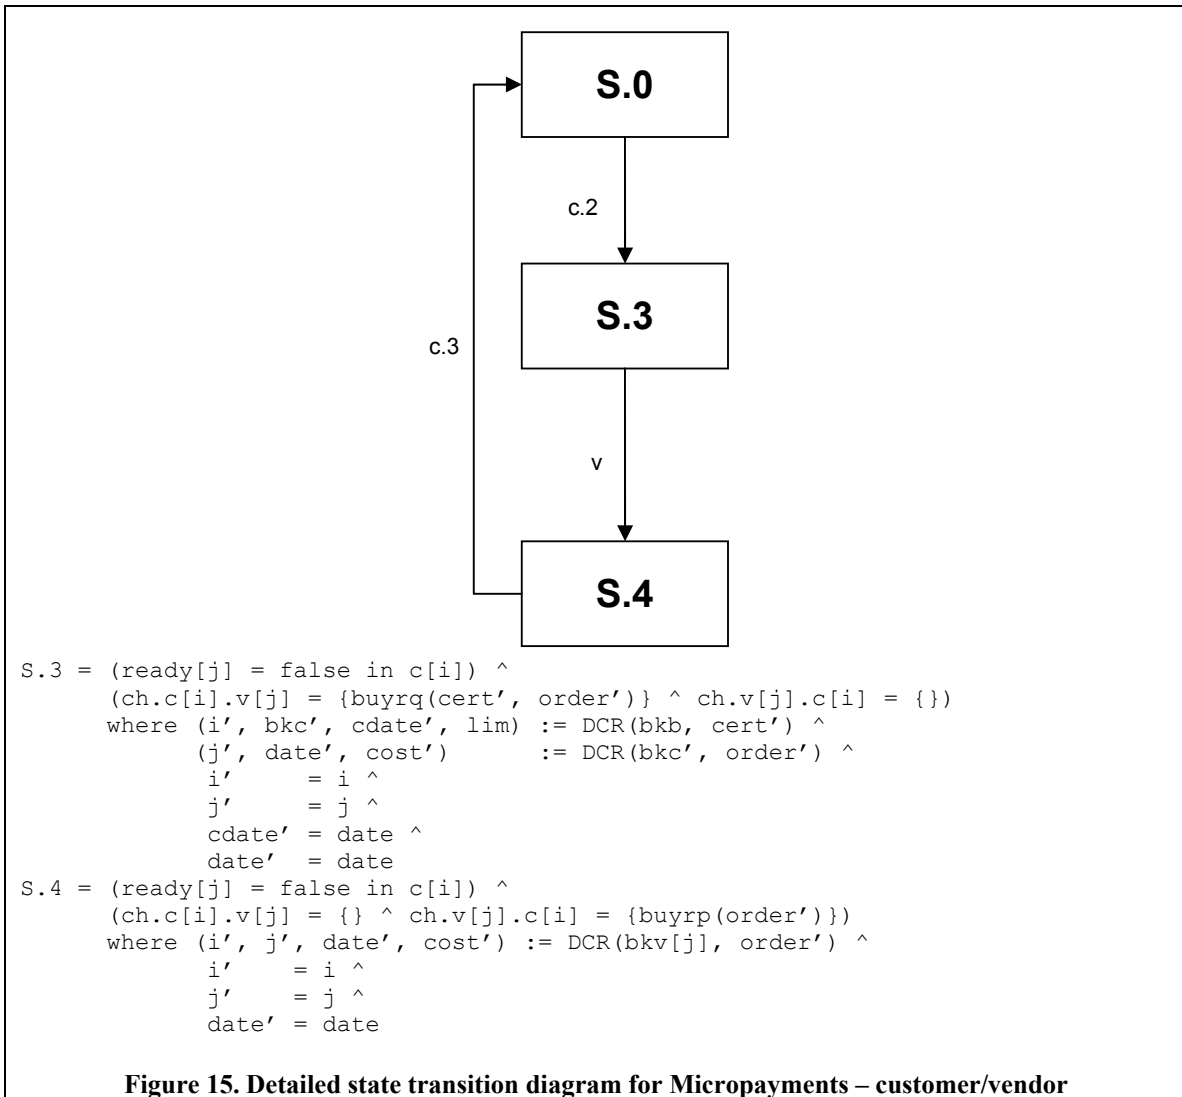 S.0
c.2
S.3
c.3
v
S.4
S.3 = (ready[j] = false in c[i]) ^
(ch.c[i].v[j] = {buyrq(cert′, order′)} ^ ch.v[j].c[i] = {})
where (i′, bkc′, cdate′, lim) := DCR(bkb, cert′) ^
(j′, date′, cost′) := DCR(bkc′, order′) ^
i′ = i ^
j′ = j ^
cdate′ = date ^
date′ = date
S.4 = (ready[j] = false in c[i]) ^
(ch.c[i].v[j] = {} ^ ch.v[j].c[i] = {buyrp(order′)})
where (i′, j′, date′, cost′) := DCR(bkv[j], order′) ^
i′ = i ^
j′ = j ^
date′ = date
Figure 15. Detailed state transition diagram for Micropayments – customer/vendor